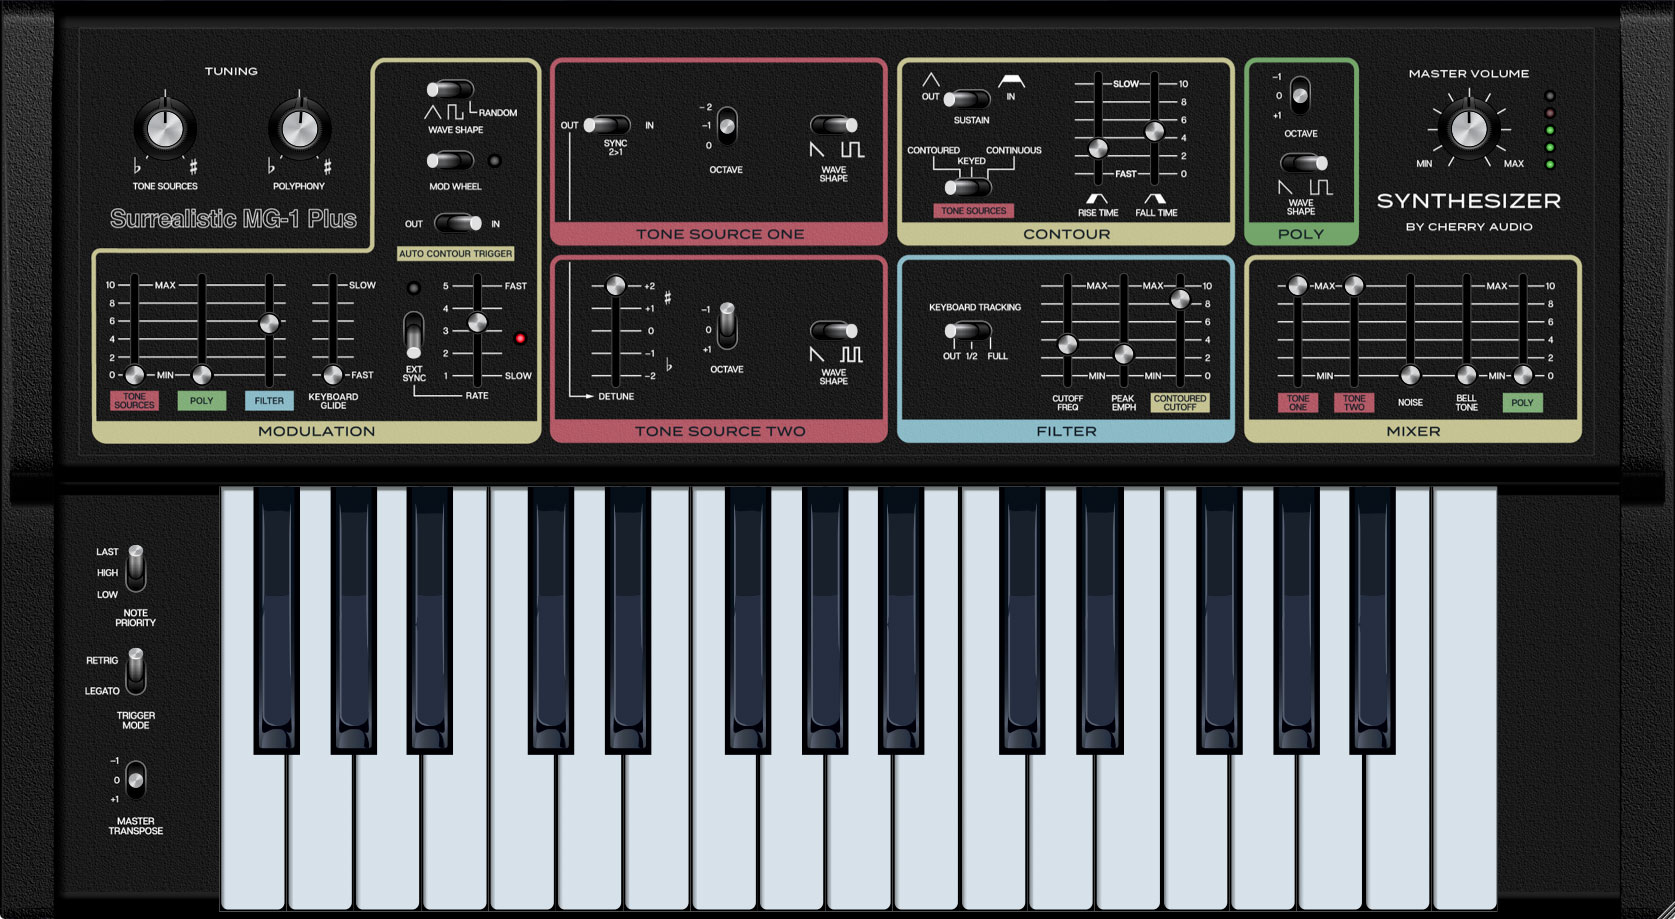 TUNING
♭ ♯
TONE SOURCES
♭ ♯
POLYPHONY
Surrealistic MG-1 Plus
RANDOM
WAVE SHAPE
MOD WHEEL
OUT IN
AUTO CONTOUR TRIGGER
10 MAX SLOW
8
6
4
2
0 MIN FAST
TONE
SOURCES
POLY
FILTER
KEYBOARD
GLIDE
EXT
SYNC
5 FAST
4
3
2
1 SLOW
RATE
MODULATION
OUT IN
SYNC
2>1
-2
-1
0
OCTAVE
WAVE
SHAPE
TONE SOURCE ONE
+2
♯
+1
0
-1
♭
-2
DETUNE
-1
0
+1
OCTAVE
WAVE
SHAPE
TONE SOURCE TWO
OUT IN
SUSTAIN
CONTOURED CONTINUOUS
KEYED
TONE SOURCES
SLOW 10
8
6
4
2
FAST 0
RISE TIME FALL TIME
CONTOUR
KEYBOARD TRACKING
OUT 1/2 FULL
MAX MAX 10
8
6
4
2
MIN MIN 0
CUTOFF
FREQ
PEAK
EMPH
CONTOURED
CUTOFF
FILTER
-1
0
+1
OCTAVE
WAVE
SHAPE
POLY
MASTER VOLUME
MIN MAX
SYNTHESIZER
BY CHERRY AUDIO
MAX MAX 10
8
6
4
2
MIN MIN 0
TONE
ONE
TONE
TWO
NOISE
BELL
TONE
POLY
MIXER
LAST
HIGH
LOW
NOTE
PRIORITY
RETRIG
LEGATO
TRIGGER
MODE
-1
0
+1
MASTER
TRANSPOSE